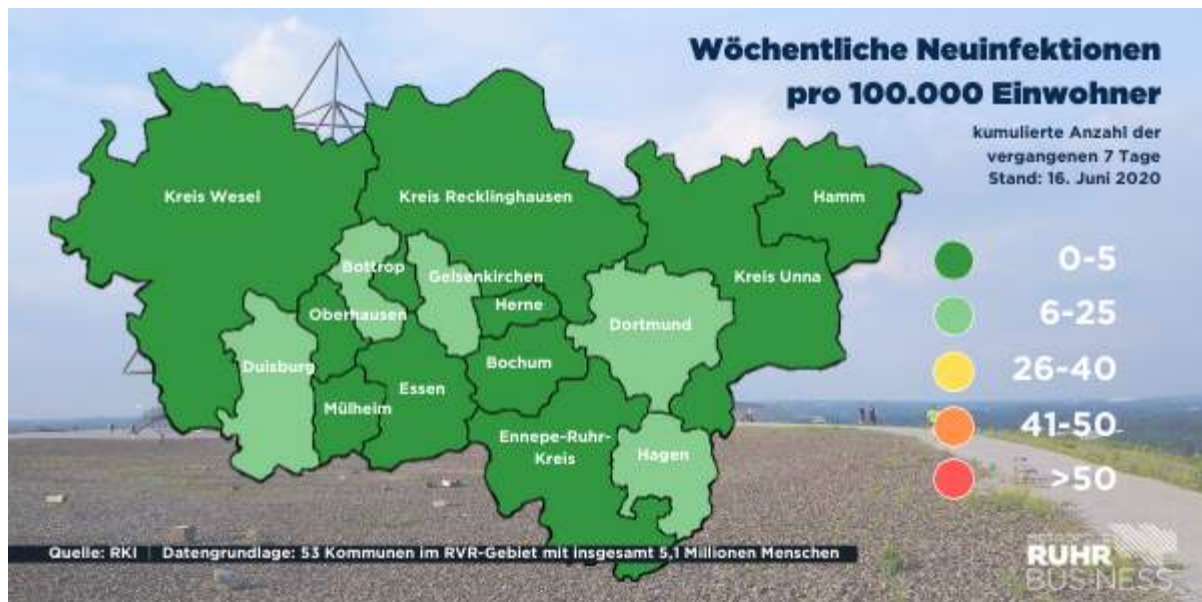 Wöchentliche Neuinfektionen
pro 100.000 Einwohner
kumulierte Anzahl der
vergangenen 7 Tage
Stand: 16. Juni 2020
Kreis Wesel
Kreis Recklinghausen
Hamm
Bottrop
Gelsenkirchen
Kreis Unna
Herne
Oberhausen
Dortmund
Duisburg
Bochum
Essen
Mülheim
Ennepe-Ruhr-
Kreis
Hagen
0-5
6-25
26-40
41-50
>50
Quelle: RKI | Datengrundlage: 53 Kommunen im RVR-Gebiet mit insgesamt 5,1 Millionen Menschen
RUHR
BUSINESS